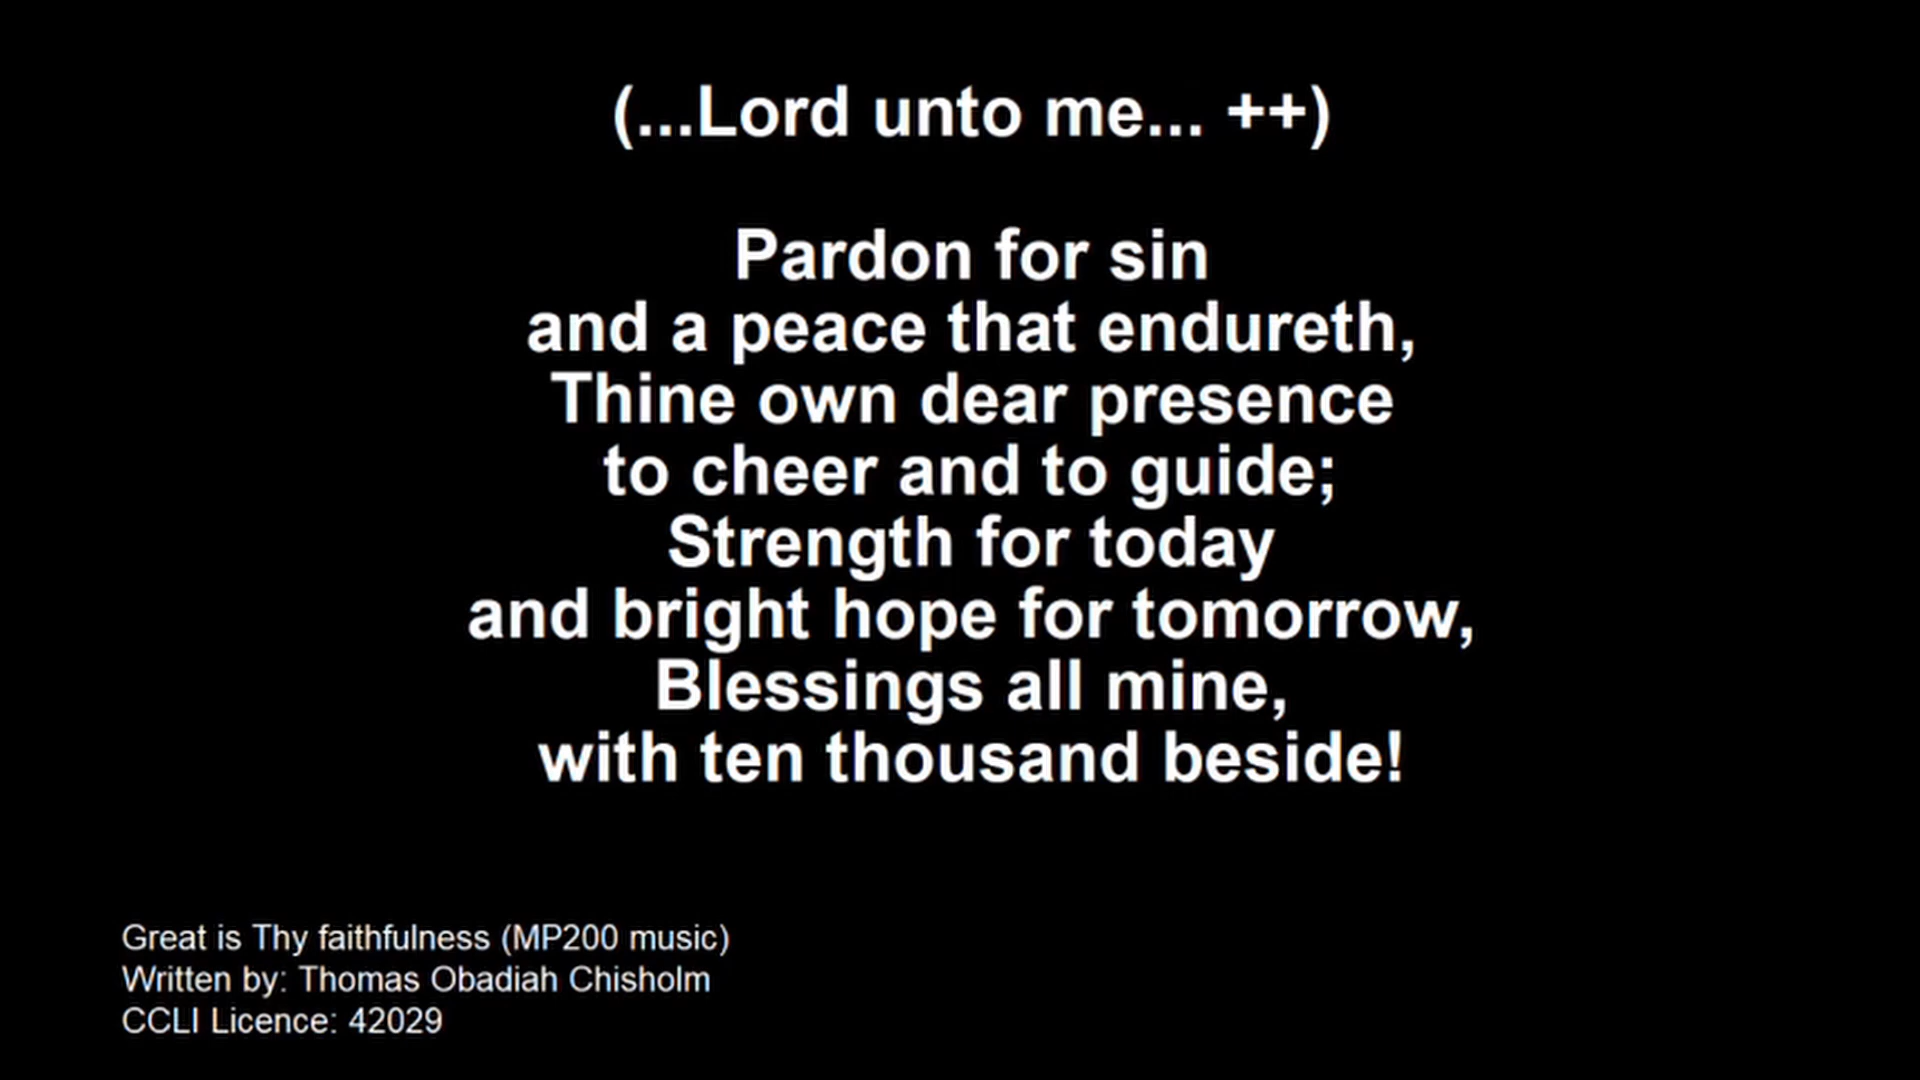 (...Lord unto me... ++)
Pardon for sin
and a peace that endureth,
Thine own dear presence
to cheer and to guide;
Strength for today
and bright hope for tomorrow,
Blessings all mine,
with ten thousand beside!
Great is Thy faithfulness (MP200 music)
Written by: Thomas Obadiah Chisholm
CCLI Licence: 42029